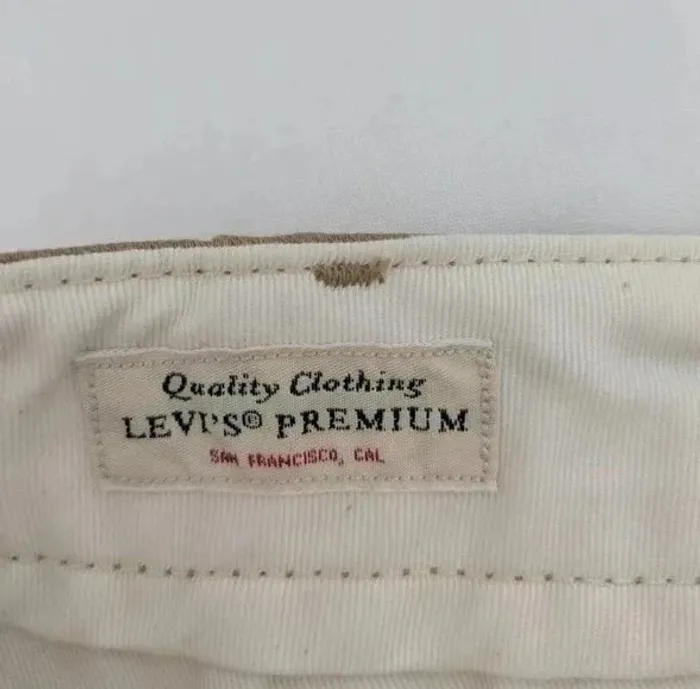 Quality Clothing
LEVI'S® PREMIUM
SAN FRANCISCO, CAL